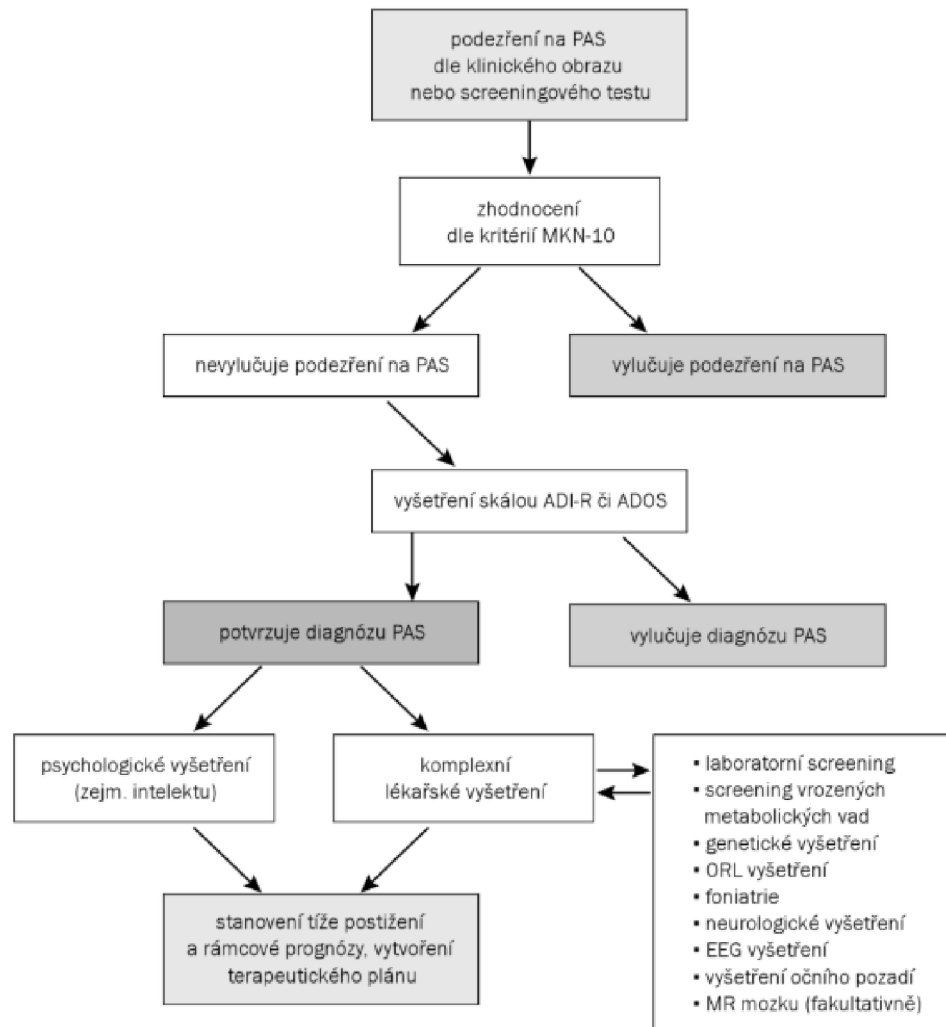 podezření na PAS
dle klinického obrazu
nebo screeningového testu
zhodnocení
dle kritérií MKN-10
nevylučuje podezření na PAS
vylučuje podezření na PAS
vyšetření skálou ADI-R či ADOS
potvrzuje diagnózu PAS
vylučuje diagnózu PAS
psychologické vyšetření
(zejm. intelektu)
komplexní
lékařské vyšetření
▪ laboratorní screening
▪ screening vrozených
metabolických vad
▪ genetické vyšetření
▪ ORL vyšetření
▪ foniatrie
▪ neurologické vyšetření
▪ EEG vyšetření
▪ vyšetření očního pozadí
▪ MR mozku (fakultativně)
stanovení tíže postižení
a rámcové prognózy, vytvoření
terapeutického plánu